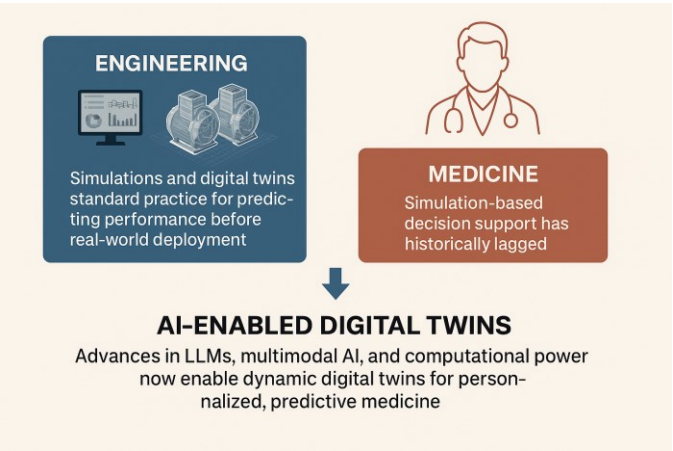 ENGINEERING
Simulations and digital twins
standard practice for predic-
ting performance before
real-world deployment
MEDICINE
Simulation-based
decision support has
historically lagged
AI-ENABLED DIGITAL TWINS
Advances in LLMs, multimodal AI, and computational power
now enable dynamic digital twins for person-
nalized, predictive medicine